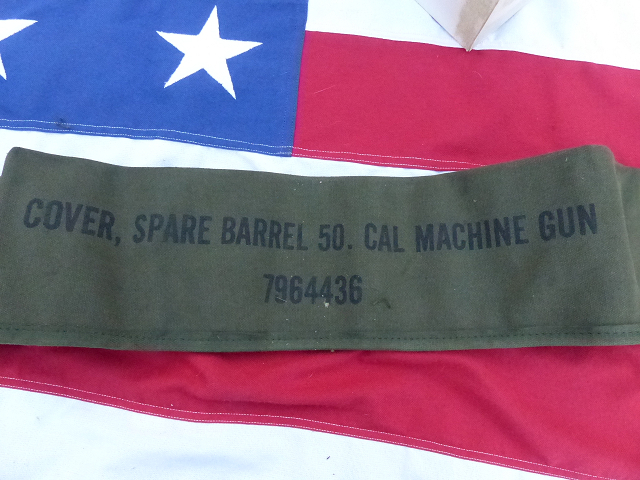 COVER, SPARE BARREL 50. CAL MACHINE GUN
7964436